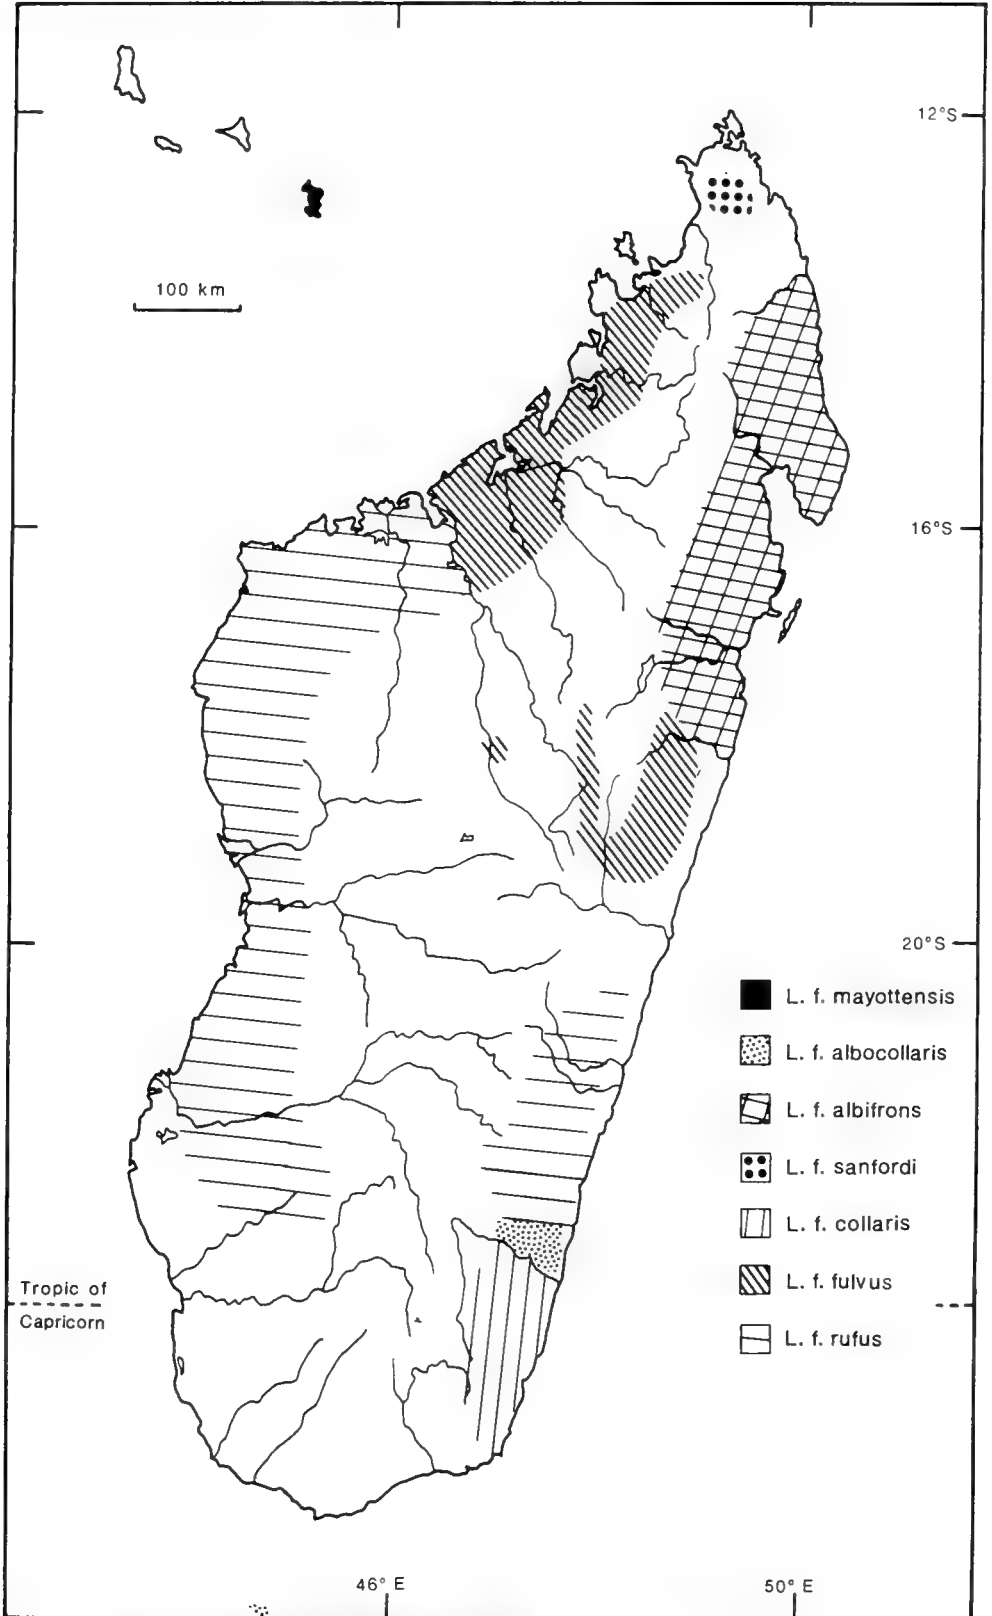 12°S
100 km
16°S
20°S
L. f. mayottensis
L. f. albocollaris
L. f. albifrons
L. f. sanfordi
L. f. collaris
L. f. fulvus
L. f. rufus
Tropic of
Capricorn
46° E
50° E